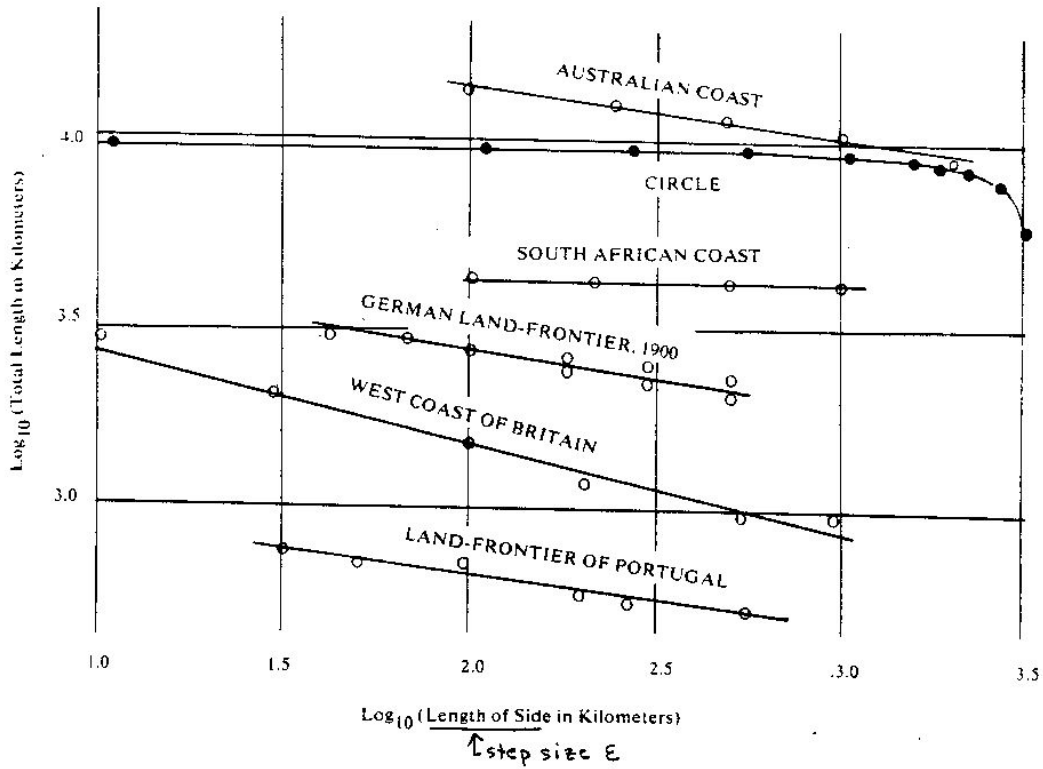 AUSTRALIAN COAST
4.0
CIRCLE
SOUTH AFRICAN COAST
3.5
GERMAN LAND-FRONTIER, 1900
WEST COAST OF BRITAIN
3.0
LAND-FRONTIER OF PORTUGAL
Log10 (Total Length in Kilometers)
1.0 1.5 2.0 2.5 3.0 3.5
Log10 (Length of Side in Kilometers)
↑step size ε